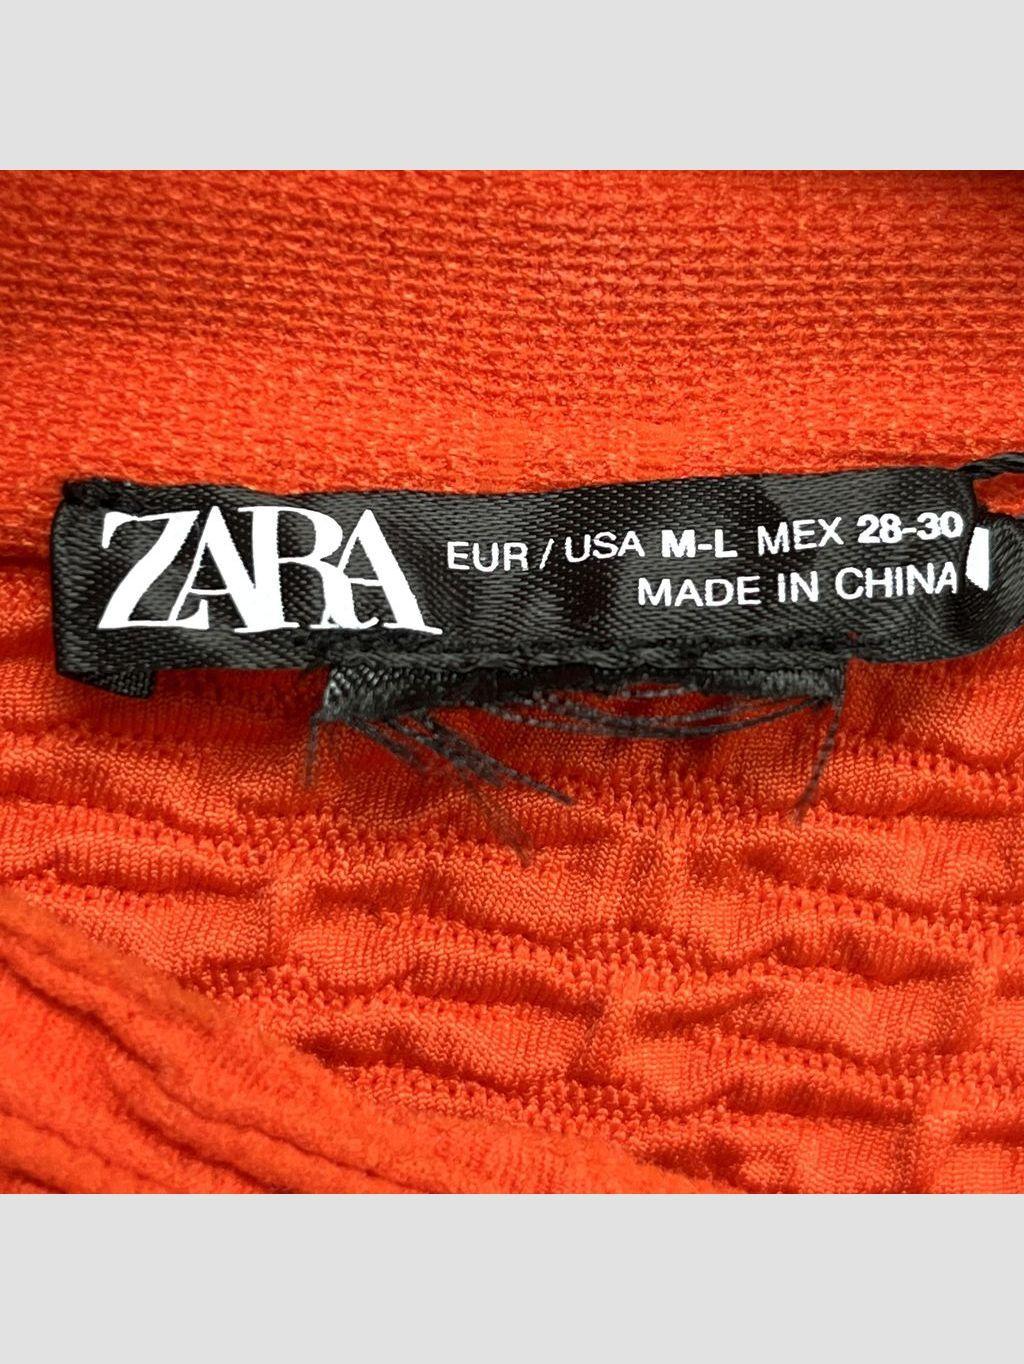 ZARA EUR / USA M-L MEX 28-30
MADE IN CHINA